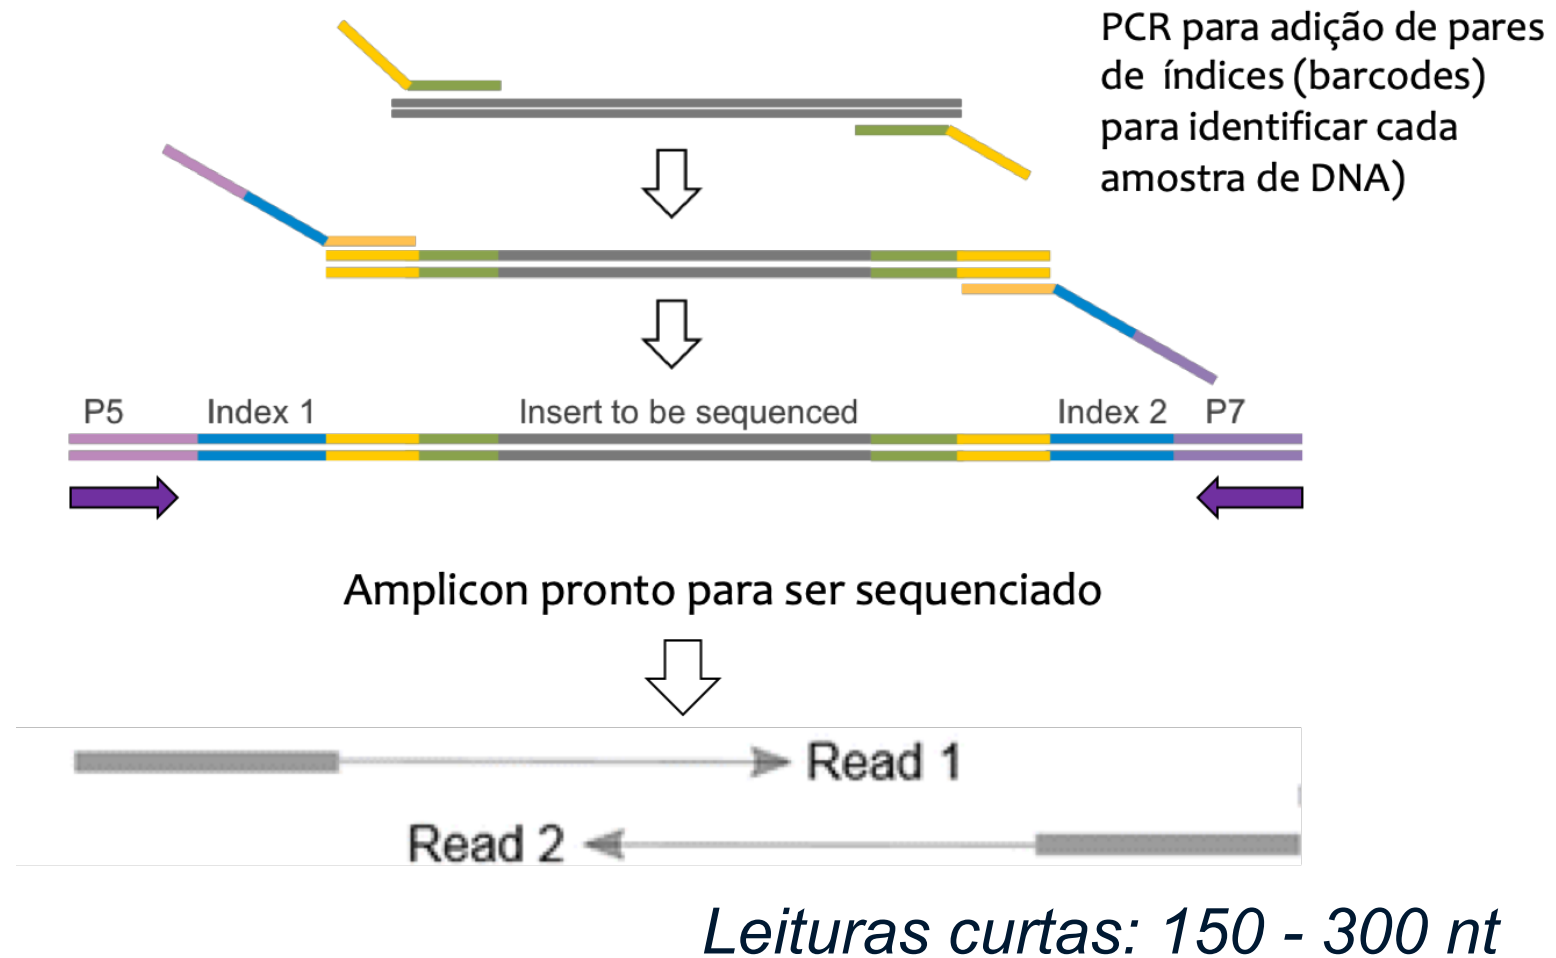 PCR para adição de pares
de índices (barcodes)
para identificar cada
amostra de DNA)
P5 Index 1 Insert to be sequenced Index 2 P7
Amplicon pronto para ser sequenciado
Read 1
Read 2
Leituras curtas: 150 - 300 nt